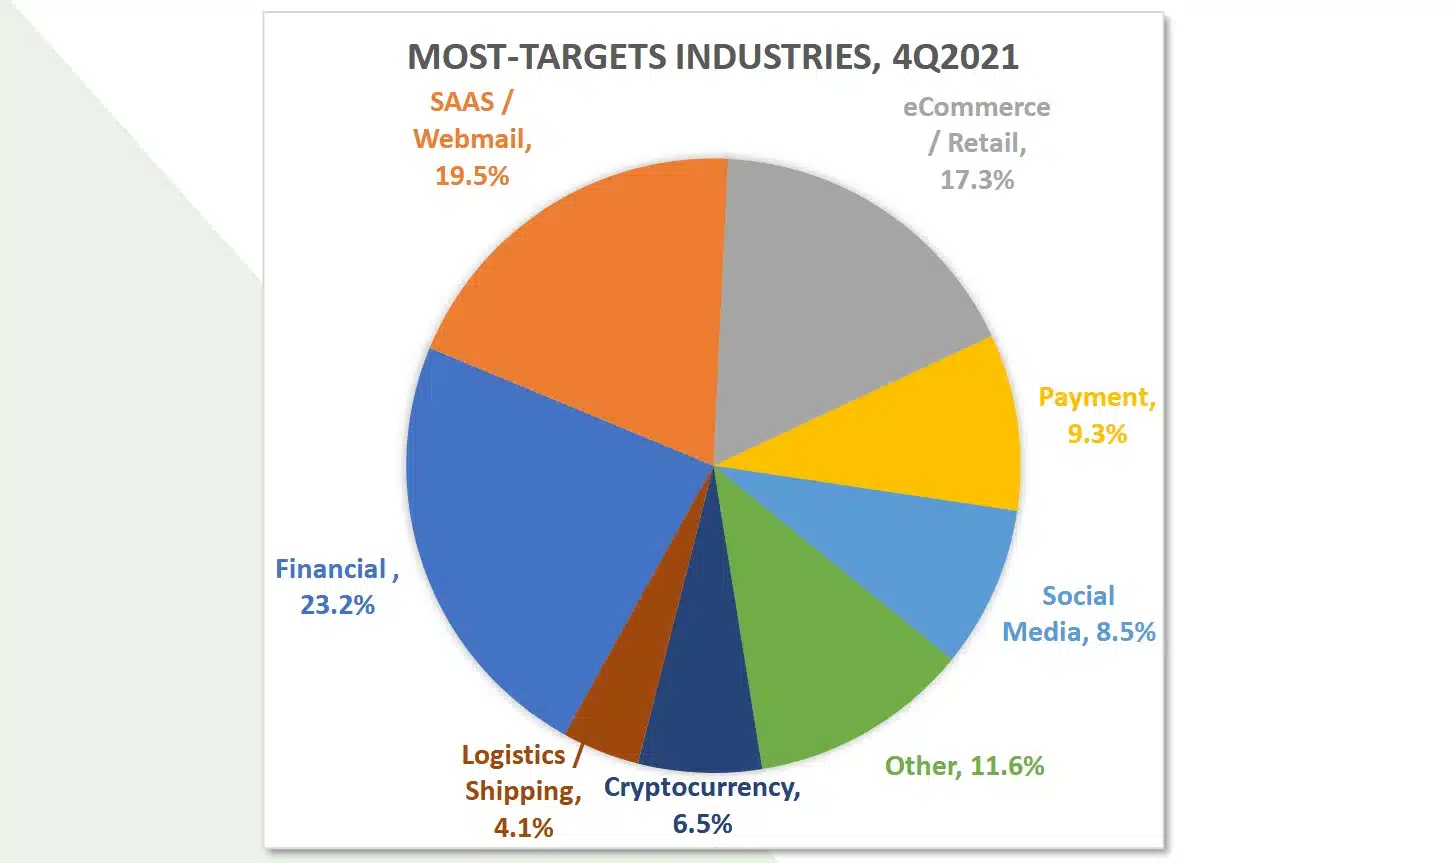 MOST-TARGETS INDUSTRIES, 4Q2021
SAAS /
Webmail,
19.5%
eCommerce
/ Retail,
17.3%
Payment,
9.3%
Social
Media, 8.5%
Other, 11.6%
Cryptocurrency,
6.5%
Logistics /
Shipping,
4.1%
Financial ,
23.2%